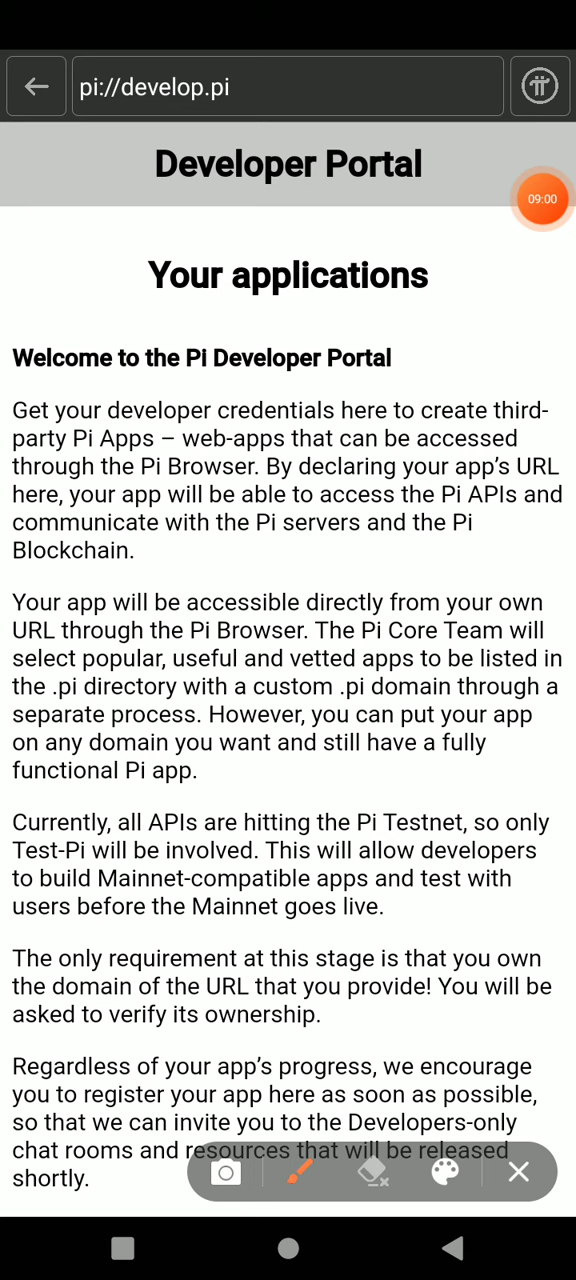 pi://develop.pi
Developer Portal
09:00
Your applications
Welcome to the Pi Developer Portal
Get your developer credentials here to create third-
party Pi Apps – web-apps that can be accessed
through the Pi Browser. By declaring your app’s URL
here, your app will be able to access the Pi APIs and
communicate with the Pi servers and the Pi
Blockchain.
Your app will be accessible directly from your own
URL through the Pi Browser. The Pi Core Team will
select popular, useful and vetted apps to be listed in
the .pi directory with a custom .pi domain through a
separate process. However, you can put your app
on any domain you want and still have a fully
functional Pi app.
Currently, all APIs are hitting the Pi Testnet, so only
Test-Pi will be involved. This will allow developers
to build Mainnet-compatible apps and test with
users before the Mainnet goes live.
The only requirement at this stage is that you own
the domain of the URL that you provide! You will be
asked to verify its ownership.
Regardless of your app’s progress, we encourage
you to register your app here as soon as possible,
so that we can invite you to the Developers-only
chat rooms and resources that will be released
shortly.